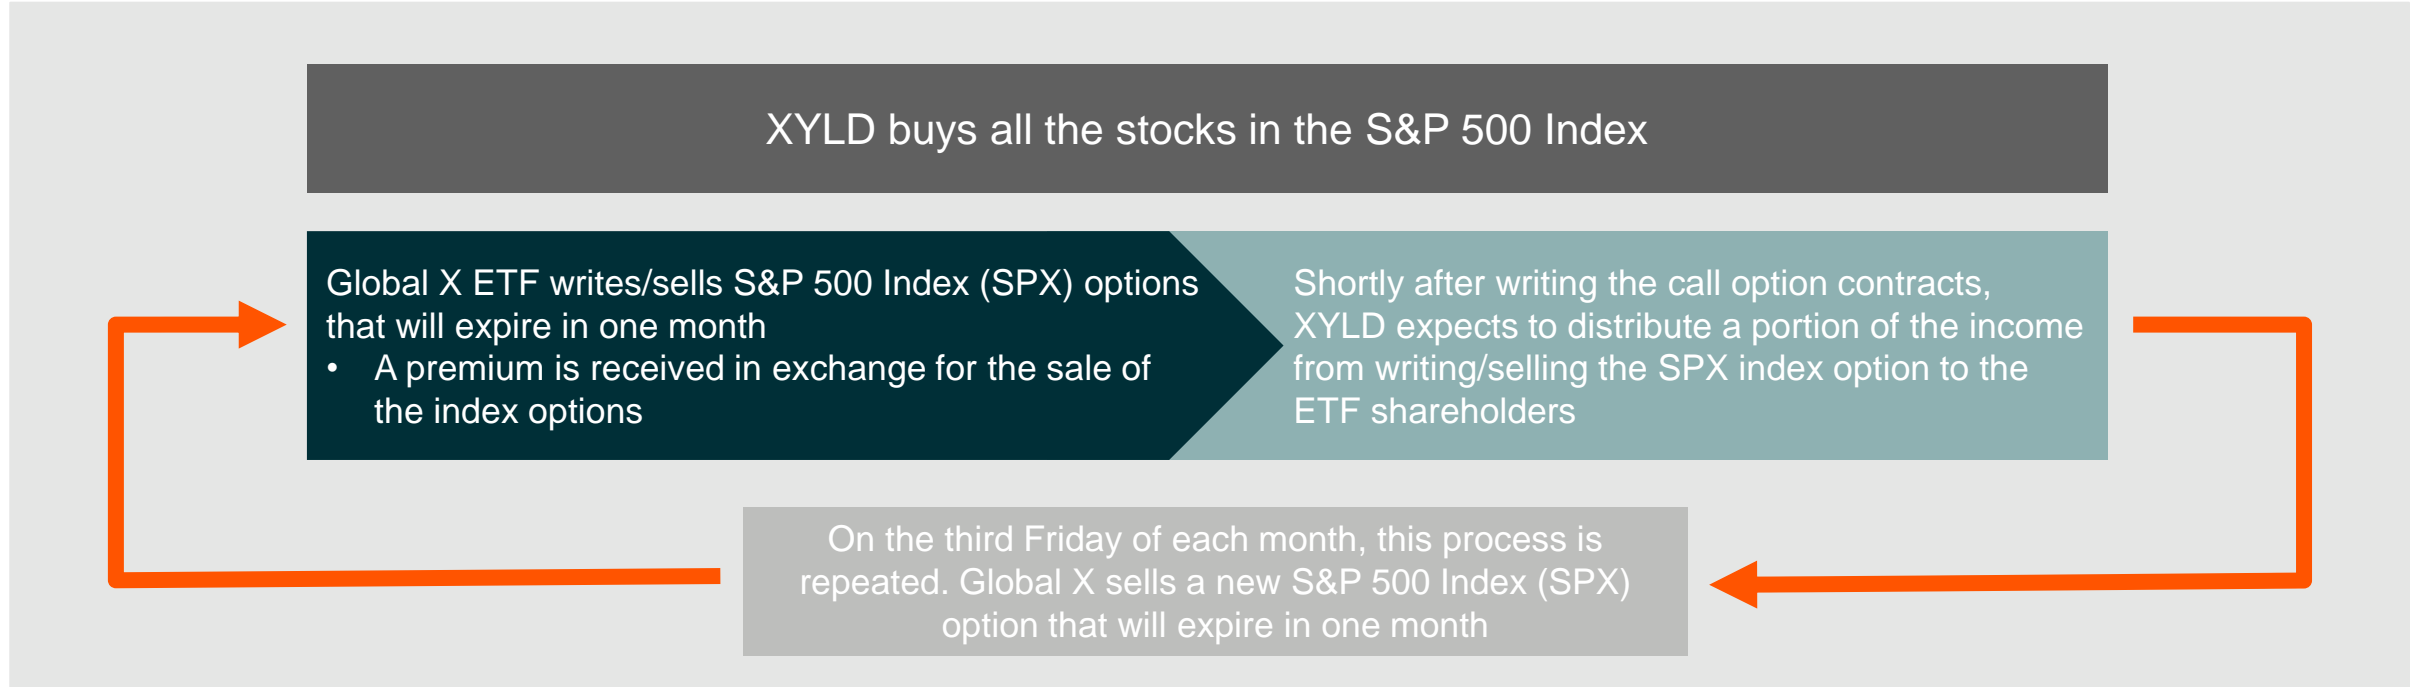 XYLD buys all the stocks in the S&P 500 Index
Global X ETF writes/sells S&P 500 Index (SPX) options
that will expire in one month
• A premium is received in exchange for the sale of
the index options
Shortly after writing the call option contracts,
XYLD expects to distribute a portion of the income
from writing/selling the SPX index option to the
ETF shareholders
On the third Friday of each month, this process is
repeated. Global X sells a new S&P 500 Index (SPX)
option that will expire in one month